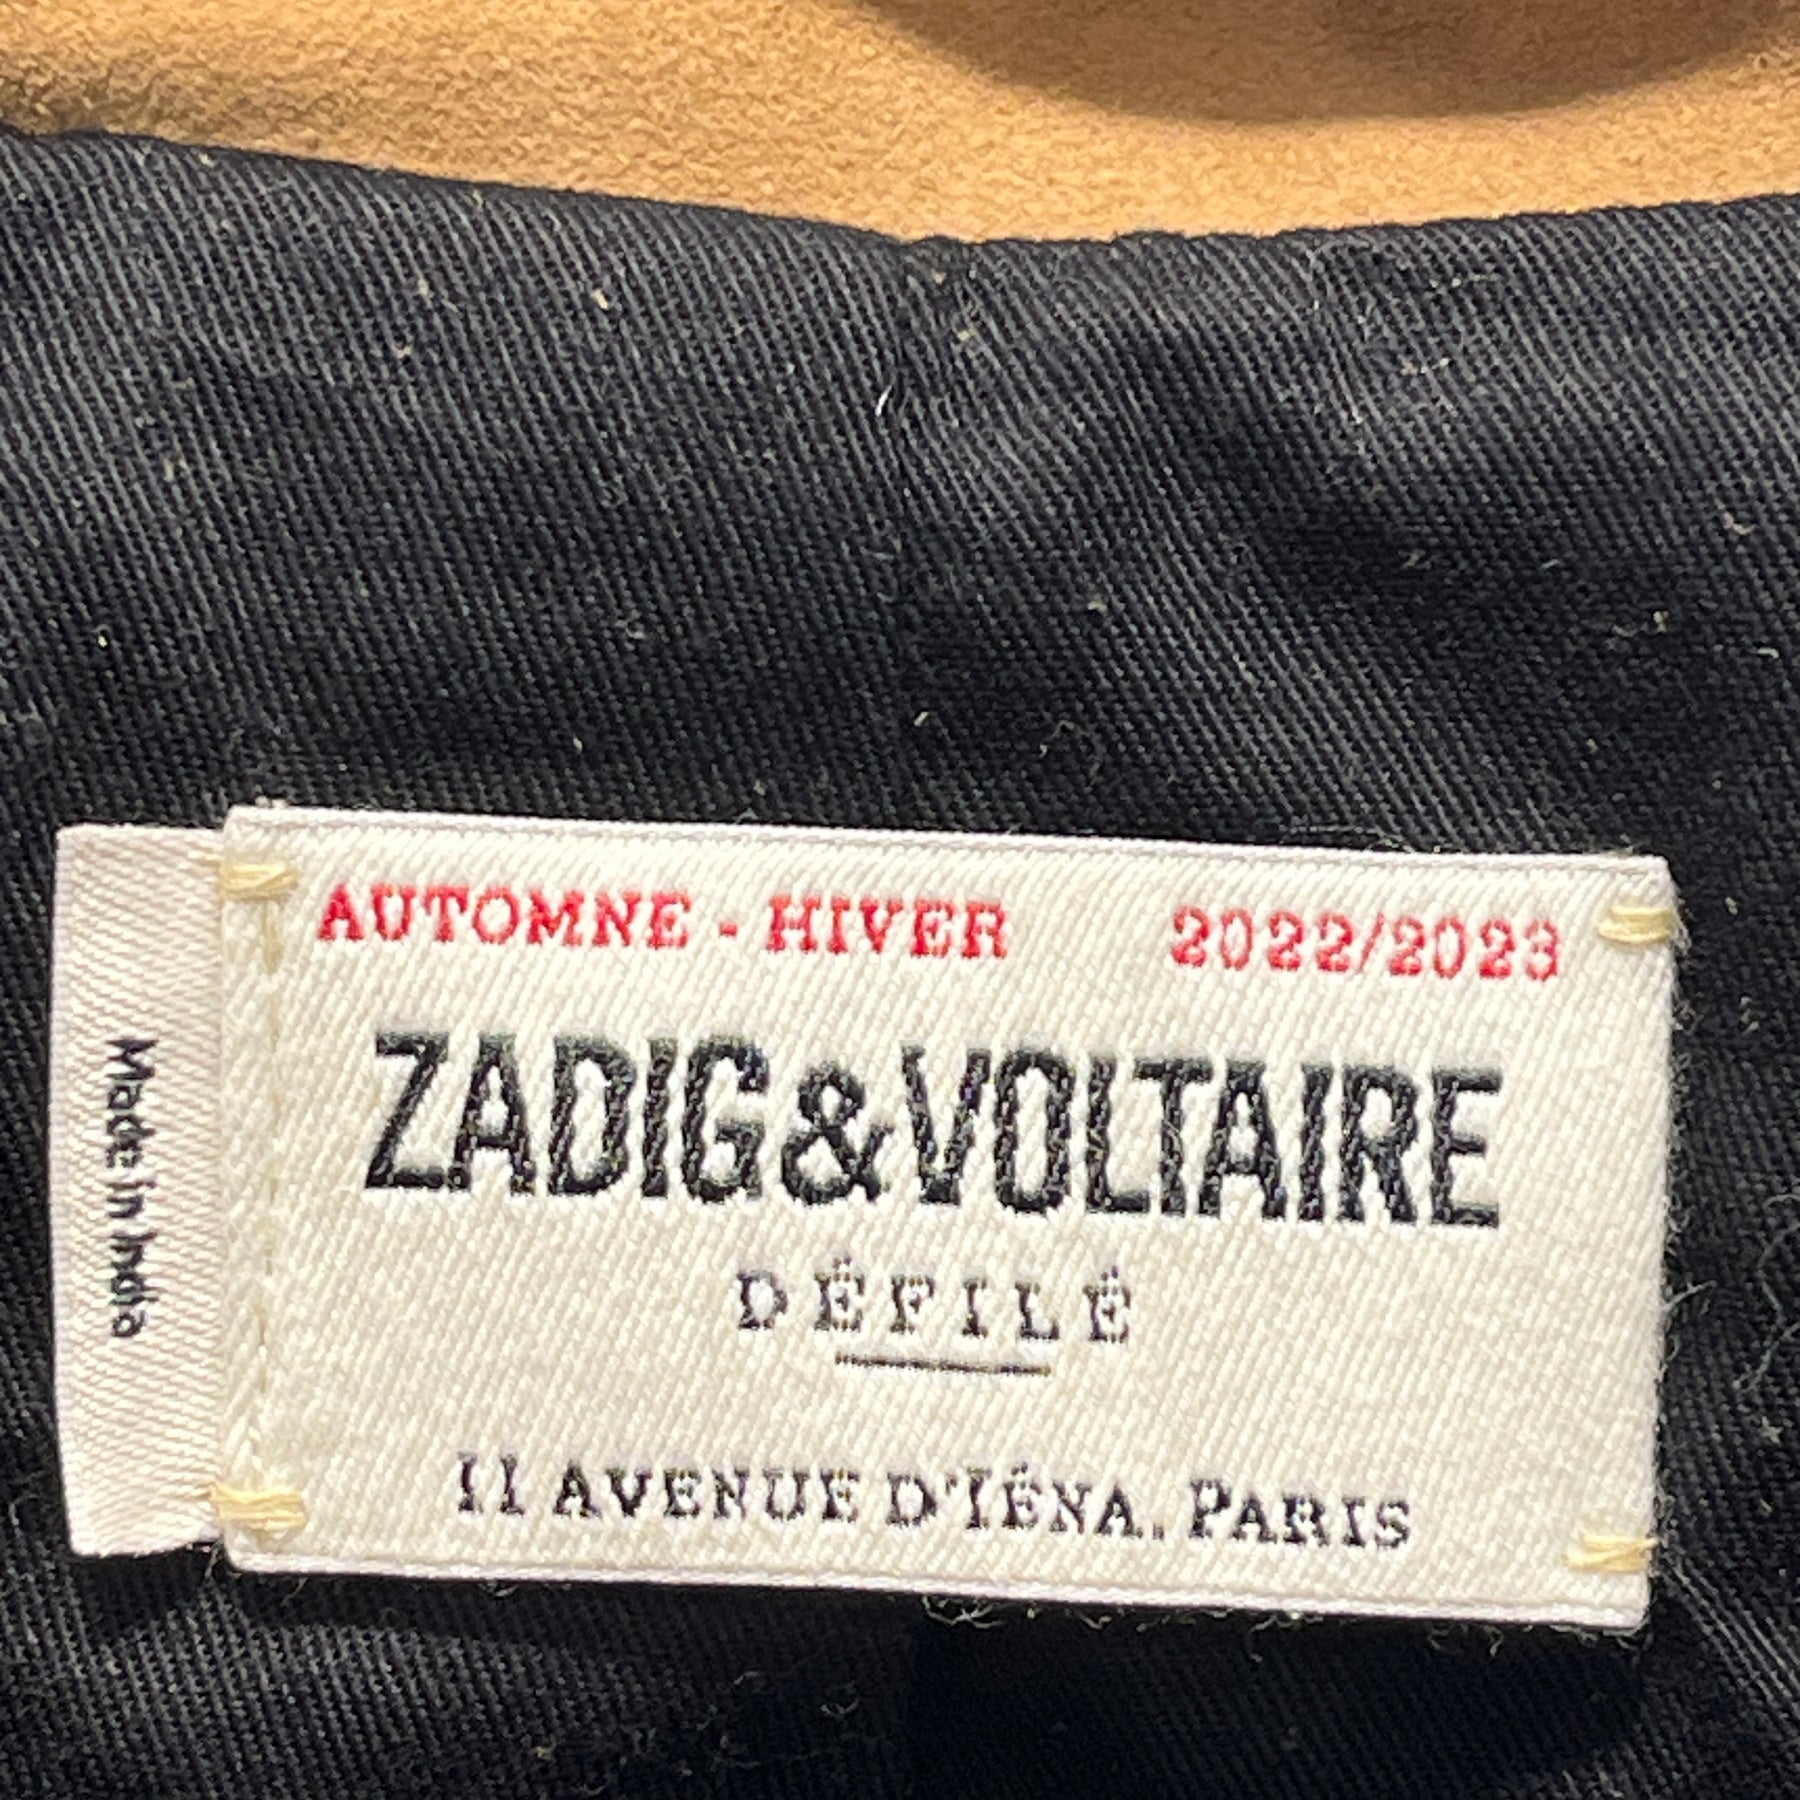 AUTOMNE - HIVER 2022/2023
ZADIG&VOLTAIRE
DÉFILÉ
11 AVENUE D'IÉNA. PARIS
Made in India